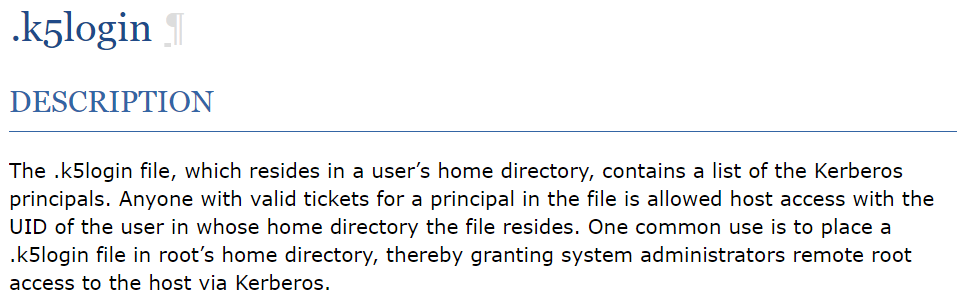 .k5login ¶
DESCRIPTION
The .k5login file, which resides in a user’s home directory, contains a list of the Kerberos
principals. Anyone with valid tickets for a principal in the file is allowed host access with the
UID of the user in whose home directory the file resides. One common use is to place a
.k5login file in root’s home directory, thereby granting system administrators remote root
access to the host via Kerberos.